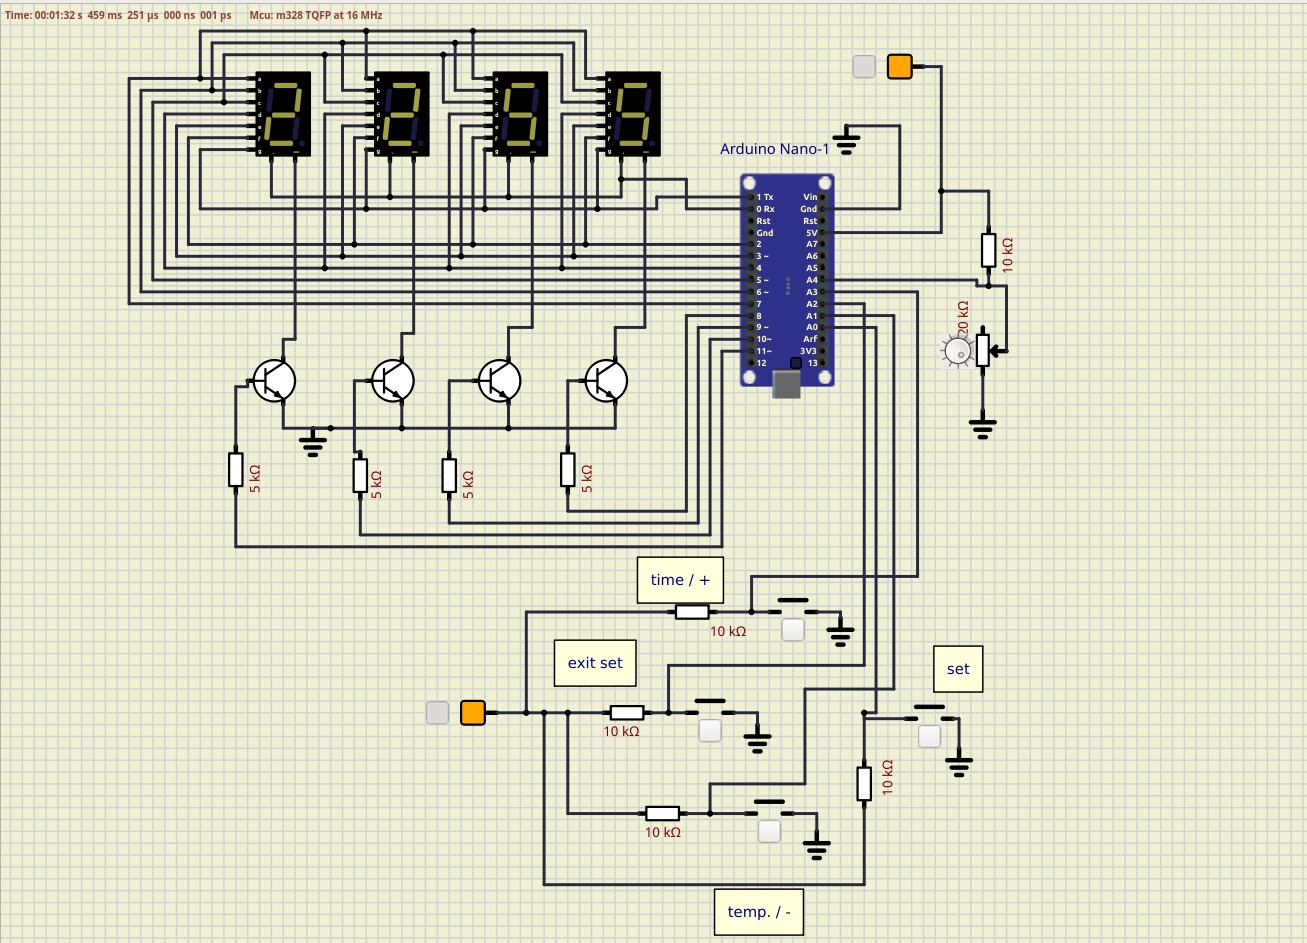 Time: 00:01:32 s 459 ms 251 µs 000 ns 001 ps Mcu: m328 TQFP at 16 MHz
a
b
c
d
e
f
g
a
b
c
d
e
f
g
a
b
c
d
e
f
g
a
b
c
d
e
f
g
Arduino Nano-1
1 Tx Vin
0 Rx Gnd
Rst Rst
Gnd 5V
2 A7
3 ~ A6
4 A5
5 ~ A4
6 ~ A3
7 A2
8 A1
9 ~ A0
10~ Arf
11~ 3V3
12 13
Nano
10 kΩ
20 kΩ
5 kΩ
5 kΩ
5 kΩ
5 kΩ
time / +
10 kΩ
exit set
set
10 kΩ
10 kΩ
10 kΩ
temp. / -